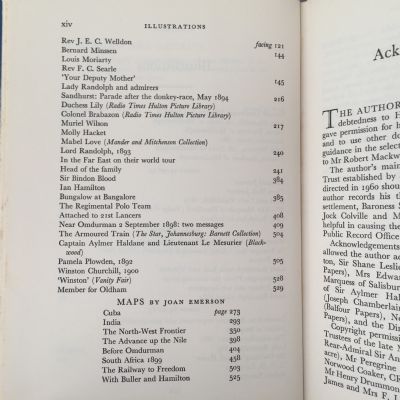 xiv ILLUSTRATIONS
Rev J. E. C. Welldon facing 121
Bernard Minssen 144
Louis Moriarty
Rev F. C. Searle
'Your Deputy Mother' 145
Lady Randolph and admirers
Sandhurst: Parade after the donkey-race, May 1894 216
Duchess Lily (Radio Times Hulton Picture Library)
Colonel Brabazon (Radio Times Hulton Picture Library)
Muriel Wilson 217
Molly Hacket
Mabel Love (Mander and Mitchenson Collection)
Lord Randolph, 1893 240
In the Far East on their world tour
Head of the family 241
Sir Bindon Blood 384
Ian Hamilton
Bungalow at Bangalore 385
The Regimental Polo Team
Attached to 21st Lancers 408
Near Omdurman 2 September 1898: two messages 409
The Armoured Train (The Star, Johannesburg: Barnett Collection) 504
Captain Aylmer Haldane and Lieutenant Le Mesurier (Black-
wood)
Pamela Plowden, 1892 505
Winston Churchill, 1900
'Winston' (Vanity Fair) 528
Member for Oldham 529
MAPS BY JOAN EMERSON
Cuba page 273
India 293
The North-West Frontier 330
The Advance up the Nile 398
Before Omdurman 404
South Africa 1899 458
The Railway to Freedom 503
With Buller and Hamilton 525
Ack
THE AUTHOR
debtedness to H
gave permission for h
and to use other do
guidance in the selec
to Mr Robert Mackw
The author's main
Trust established by
directed in 1960 shou
author records his th
settlement, Baroness S
Jock Colville and M
helpful in causing the
Public Record Office
Acknowledgements
allowed the author ac
ton, Sir Shane Leslie
Papers), Mrs Edwar
Marquess of Salisbury
of Sir Aylmer Hal
(Joseph Chamberlai
(Balfour Papers), Ne
Papers), and the Dir
Copyright permiss
Trustees of the late M
Rear-Admiral Sir An
ac), Mr Peregrine
Norwood Coaker, CR
Mr Henry Drummon
James and Mrs F. L